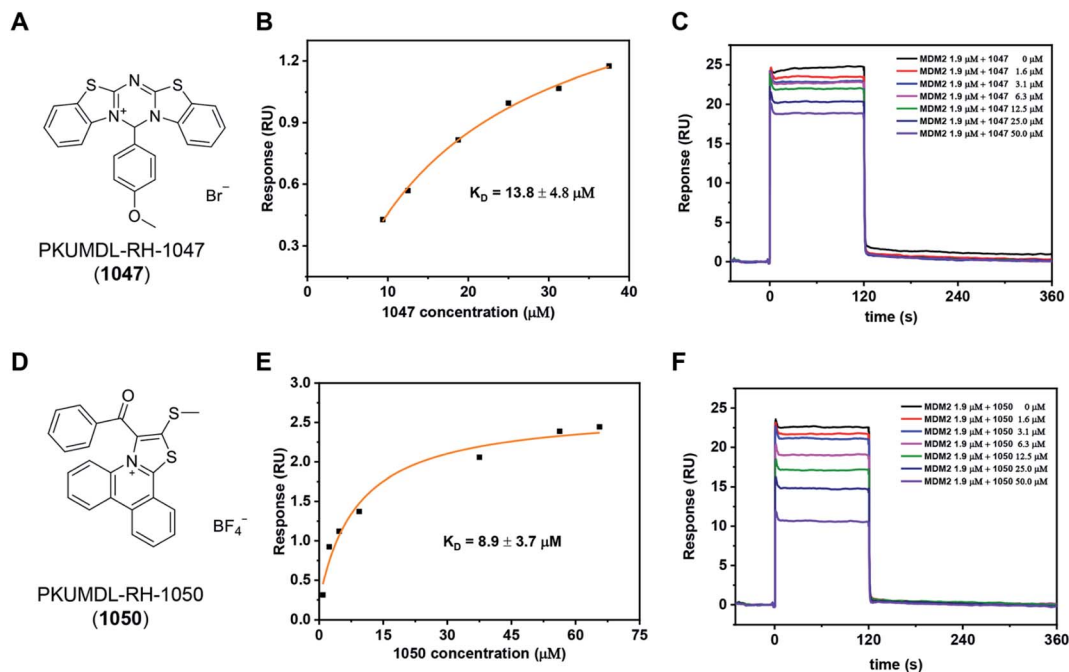 A
S
N
S
N
+
N
O
Br⁻
PKUMDL-RH-1047
(1047)
B
Response (RU)
1.2
0.9
0.6
0.3
K_D = 13.8 ± 4.8 μM
0 10 20 30 40
1047 concentration (μM)
C
Reponse (RU)
25
20
15
10
5
0
MDM2 1.9 μM + 1047 0 μM
MDM2 1.9 μM + 1047 1.6 μM
MDM2 1.9 μM + 1047 3.1 μM
MDM2 1.9 μM + 1047 6.3 μM
MDM2 1.9 μM + 1047 12.5 μM
MDM2 1.9 μM + 1047 25.0 μM
MDM2 1.9 μM + 1047 50.0 μM
0 120 240 360
time (s)
D
O
S
N
+
S
BF₄⁻
PKUMDL-RH-1050
(1050)
E
Response (RU)
3.0
2.5
2.0
1.5
1.0
0.5
0.0
K_D = 8.9 ± 3.7 μM
0 15 30 45 60 75
1050 concentration (μM)
F
Response (RU)
25
20
15
10
5
0
MDM2 1.9 μM + 1050 0 μM
MDM2 1.9 μM + 1050 1.6 μM
MDM2 1.9 μM + 1050 3.1 μM
MDM2 1.9 μM + 1050 6.3 μM
MDM2 1.9 μM + 1050 12.5 μM
MDM2 1.9 μM + 1050 25.0 μM
MDM2 1.9 μM + 1050 50.0 μM
0 120 240 360
time (s)